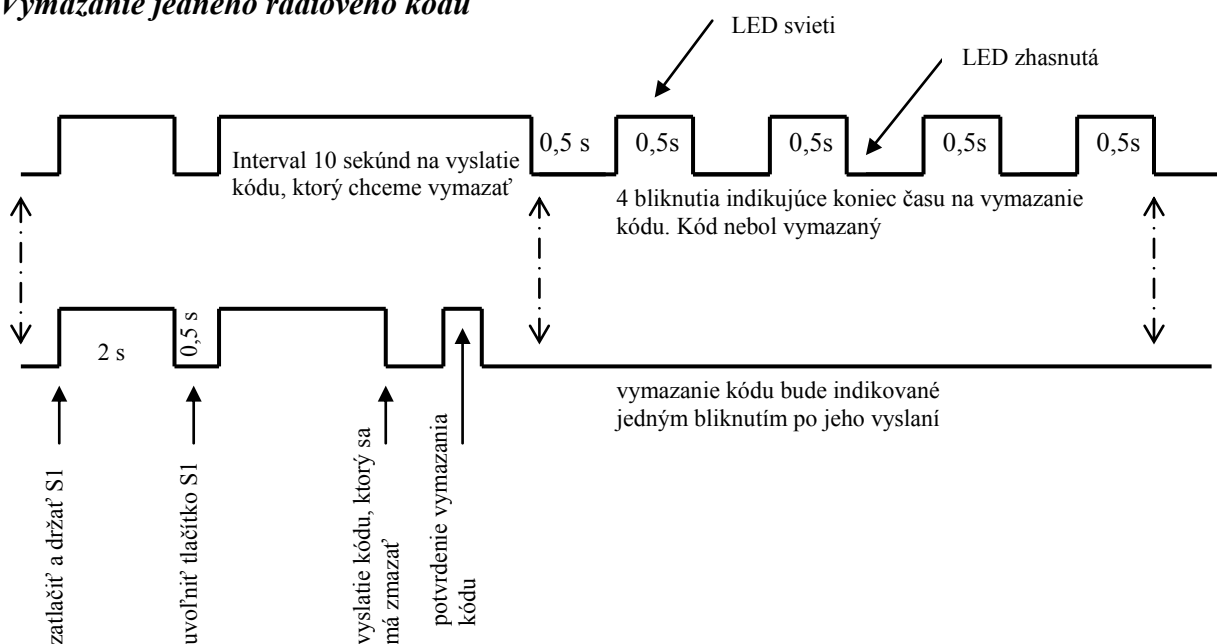 Vymazanie jedného rádiového kódu
LED svieti
LED zhasnutá
0,5 s
0,5s
0,5s
0,5s
0,5s
Interval 10 sekúnd na vyslatie
kódu, ktorý chceme vymazať
4 bliknutia indikujúce koniec času na vymazanie
kódu. Kód nebol vymazaný
2 s
0,5 s
vymazanie kódu bude indikované
jedným bliknutím po jeho vyslaní
zatlačiť a držať S1
uvoľniť tlačítko S1
vyslatie kódu, ktorý sa
má zmazať
potvrdenie vymazania
kódu